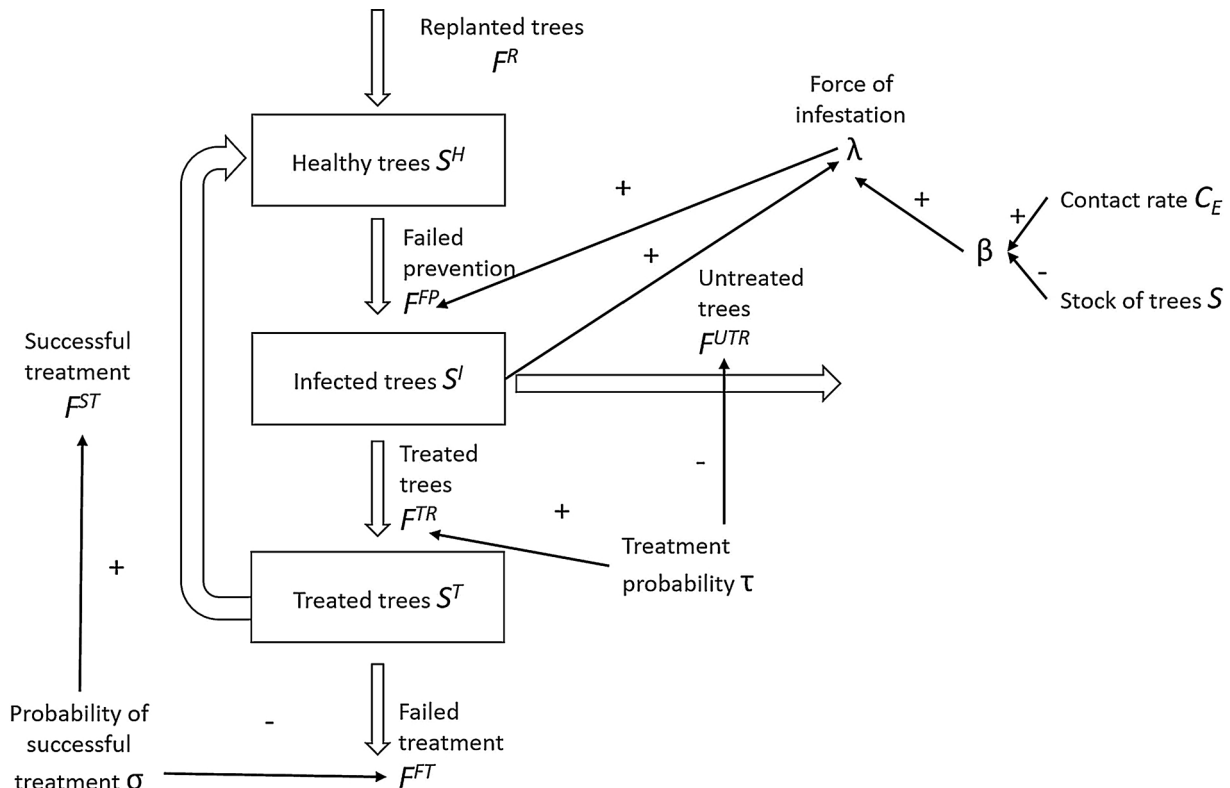 Replanted trees
F^R
Force of
infestation
λ
Healthy trees S^H
+
+
Contact rate C_E
+
Failed
prevention
F^FP
+
β
-
Untreated
trees
F^UTR
Stock of trees S
Successful
treatment
F^ST
Infected trees S^I
Treated
trees
F^TR
-
+
Treatment
probability τ
+
Treated trees S^T
Probability of
successful
treatment σ
-
Failed
treatment
F^FT